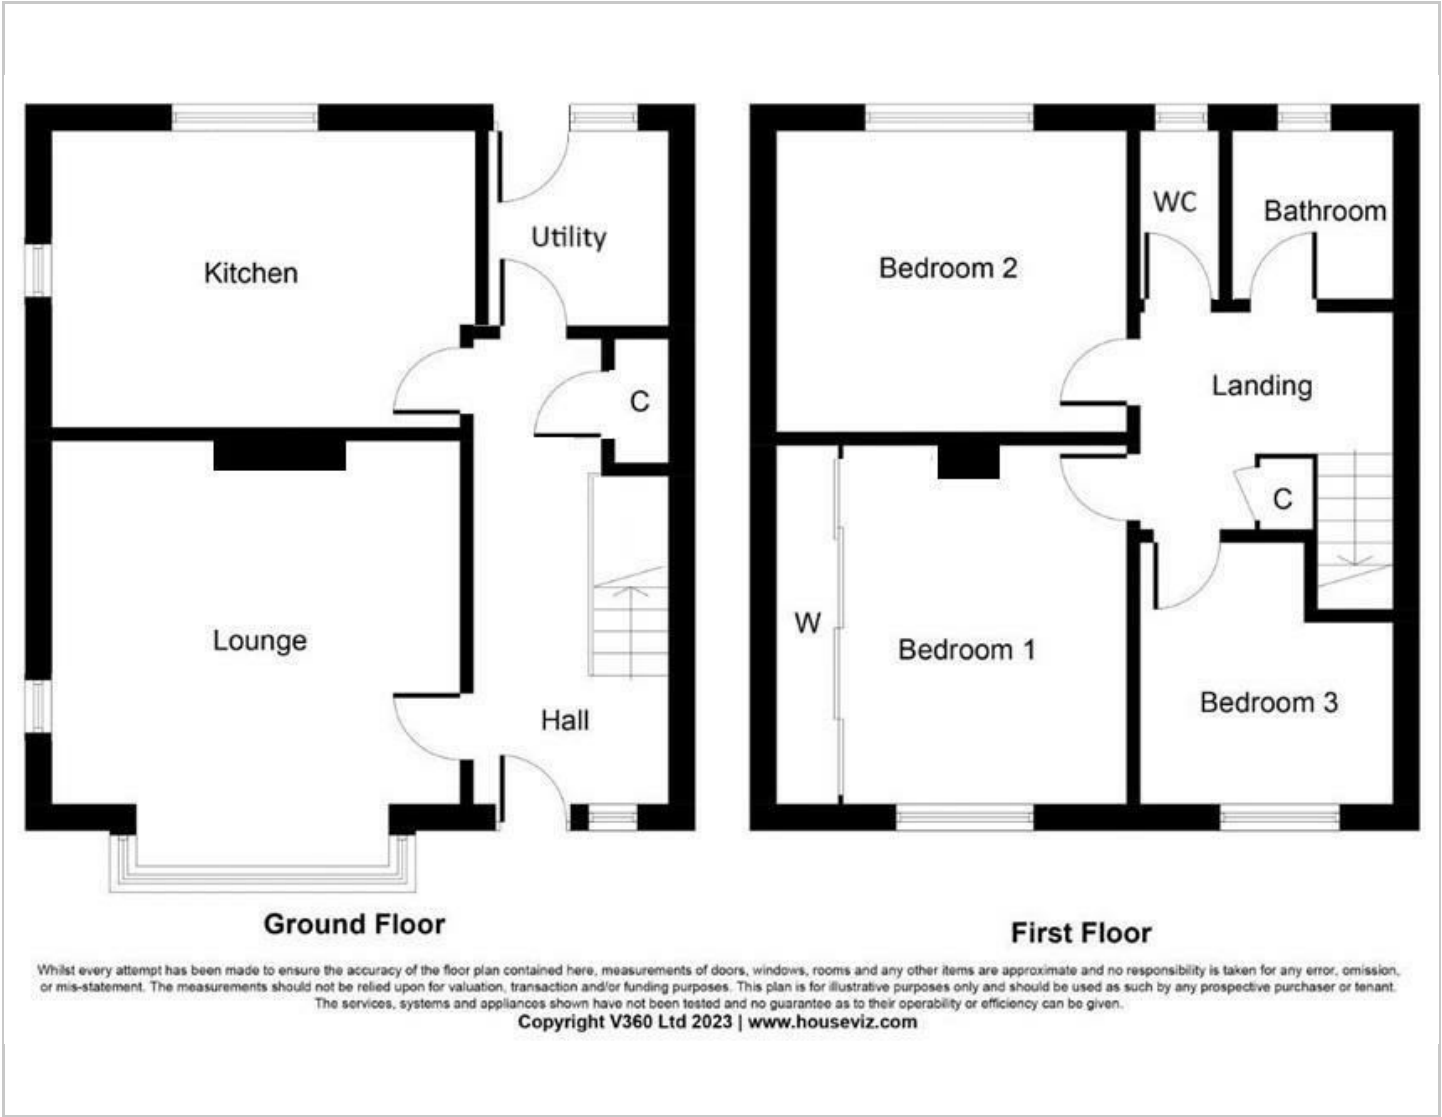 Kitchen
Utility
C
Lounge
Hall
Ground Floor
Bedroom 2
WC
Bathroom
Landing
C
W
Bedroom 1
Bedroom 3
First Floor
Whilst every attempt has been made to ensure the accuracy of the floor plan contained here, measurements of doors, windows, rooms and any other items are approximate and no responsibility is taken for any error, omission,
or mis-statement. The measurements should not be relied upon for valuation, transaction and/or funding purposes. This plan is for illustrative purposes only and should be used as such by any prospective purchaser or tenant.
The services, systems and appliances shown have not been tested and no guarantee as to their operability or efficiency can be given.
Copyright V360 Ltd 2023 | www.houseviz.com